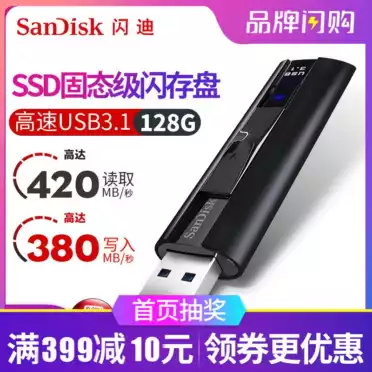 SanDisk 闪迪
品牌闪购
SSD固态级闪存盘
高速USB3.1 128G
高达
420 读取
MB/秒
高达
380 写入
MB/秒
SanDisk
首页抽奖
满399减10元 领券更优惠